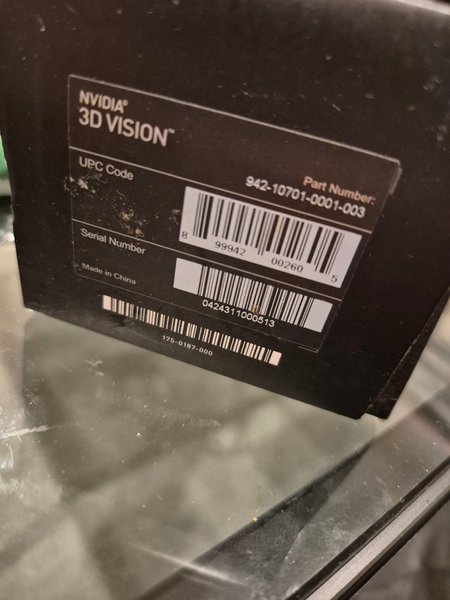 NVIDIA®
3D VISION™
Part Number:
942-10701-0001-003
UPC Code
8 99942 00260 5
Serial Number
0424311000513
Made in China
175-0187-000